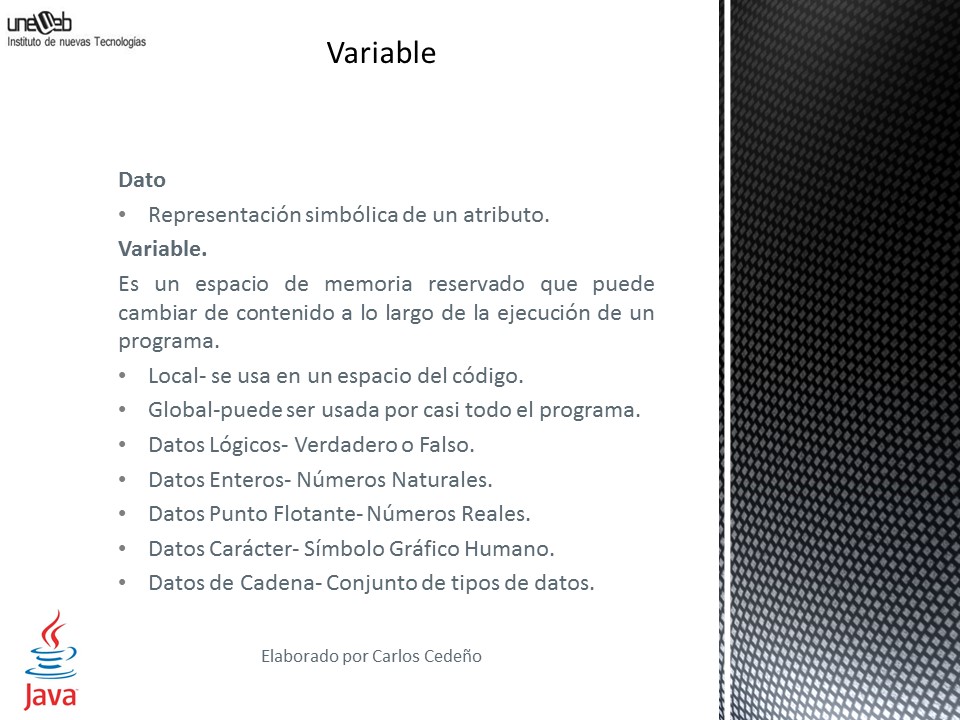 uneWeb
Instituto de nuevas Tecnologías
Variable
Dato
• Representación simbólica de un atributo.
Variable.
Es un espacio de memoria reservado que puede
cambiar de contenido a lo largo de la ejecución de un
programa.
• Local- se usa en un espacio del código.
• Global-puede ser usada por casi todo el programa.
• Datos Lógicos- Verdadero o Falso.
• Datos Enteros- Números Naturales.
• Datos Punto Flotante- Números Reales.
• Datos Carácter- Símbolo Gráfico Humano.
• Datos de Cadena- Conjunto de tipos de datos.
Elaborado por Carlos Cedeño
Java